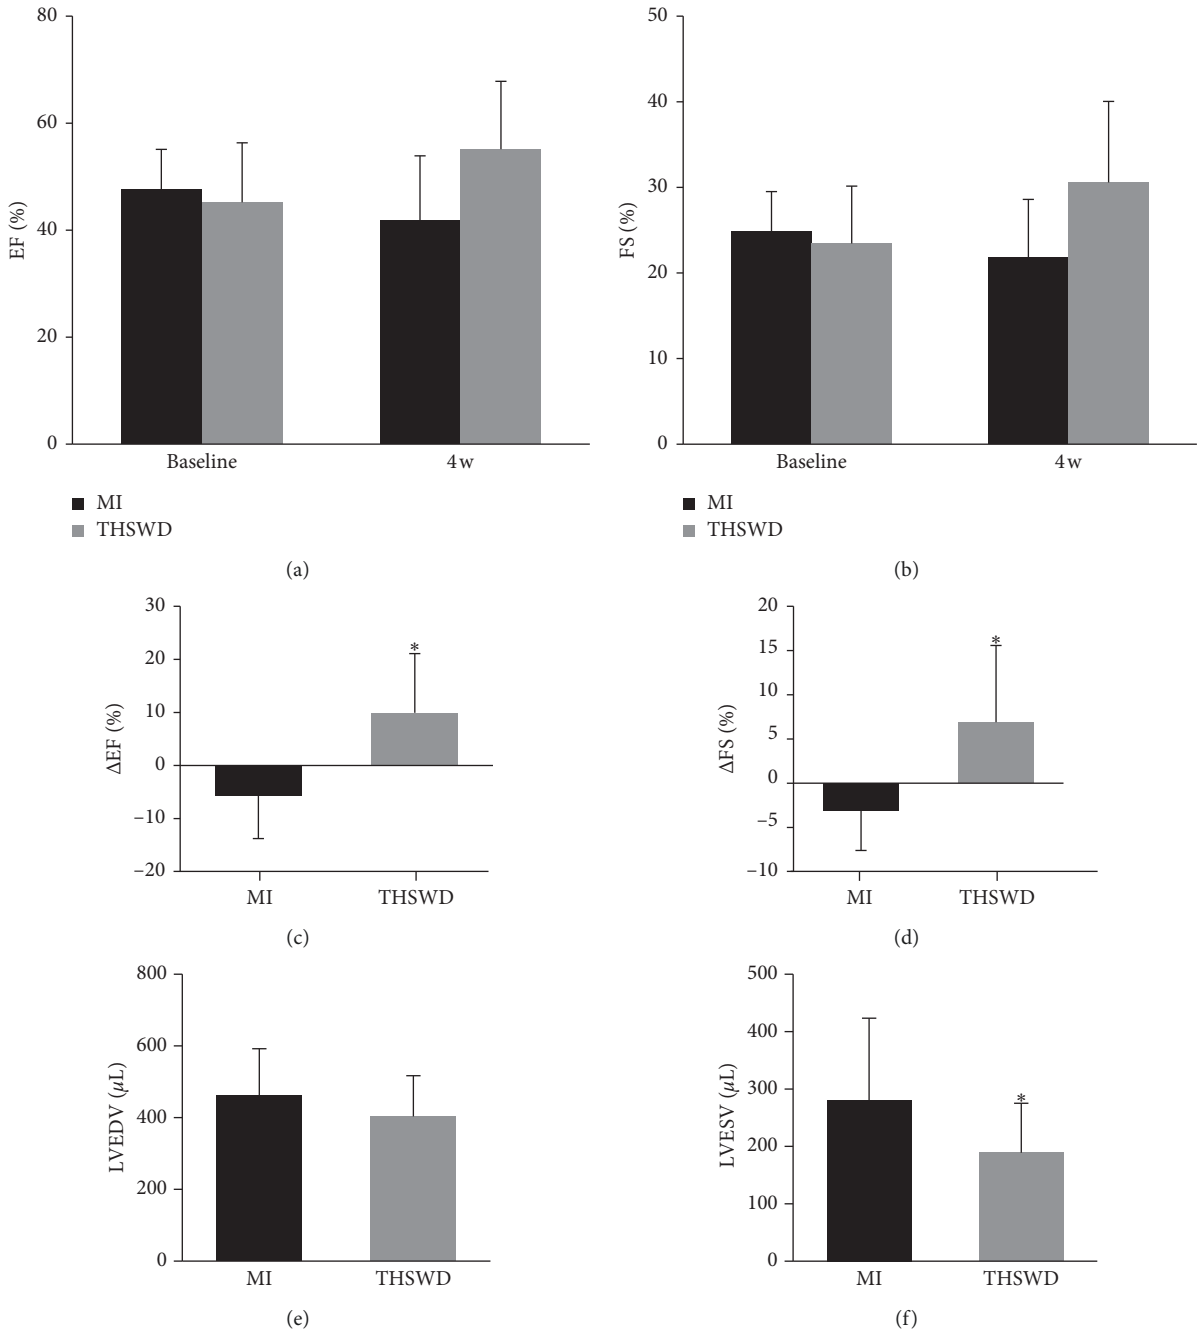 80
60
40
20
0
EF (%)
Baseline
4w
MI
THSWD
(a)
50
40
30
20
10
0
FS (%)
Baseline
4w
MI
THSWD
(b)
30
20
10
0
−10
−20
ΔEF (%)
*
MI
THSWD
(c)
20
15
10
5
0
−5
−10
ΔFS (%)
*
MI
THSWD
(d)
800
600
400
200
0
LVEDV (μL)
MI
THSWD
(e)
500
400
300
200
100
0
LVESV (μL)
*
MI
THSWD
(f)